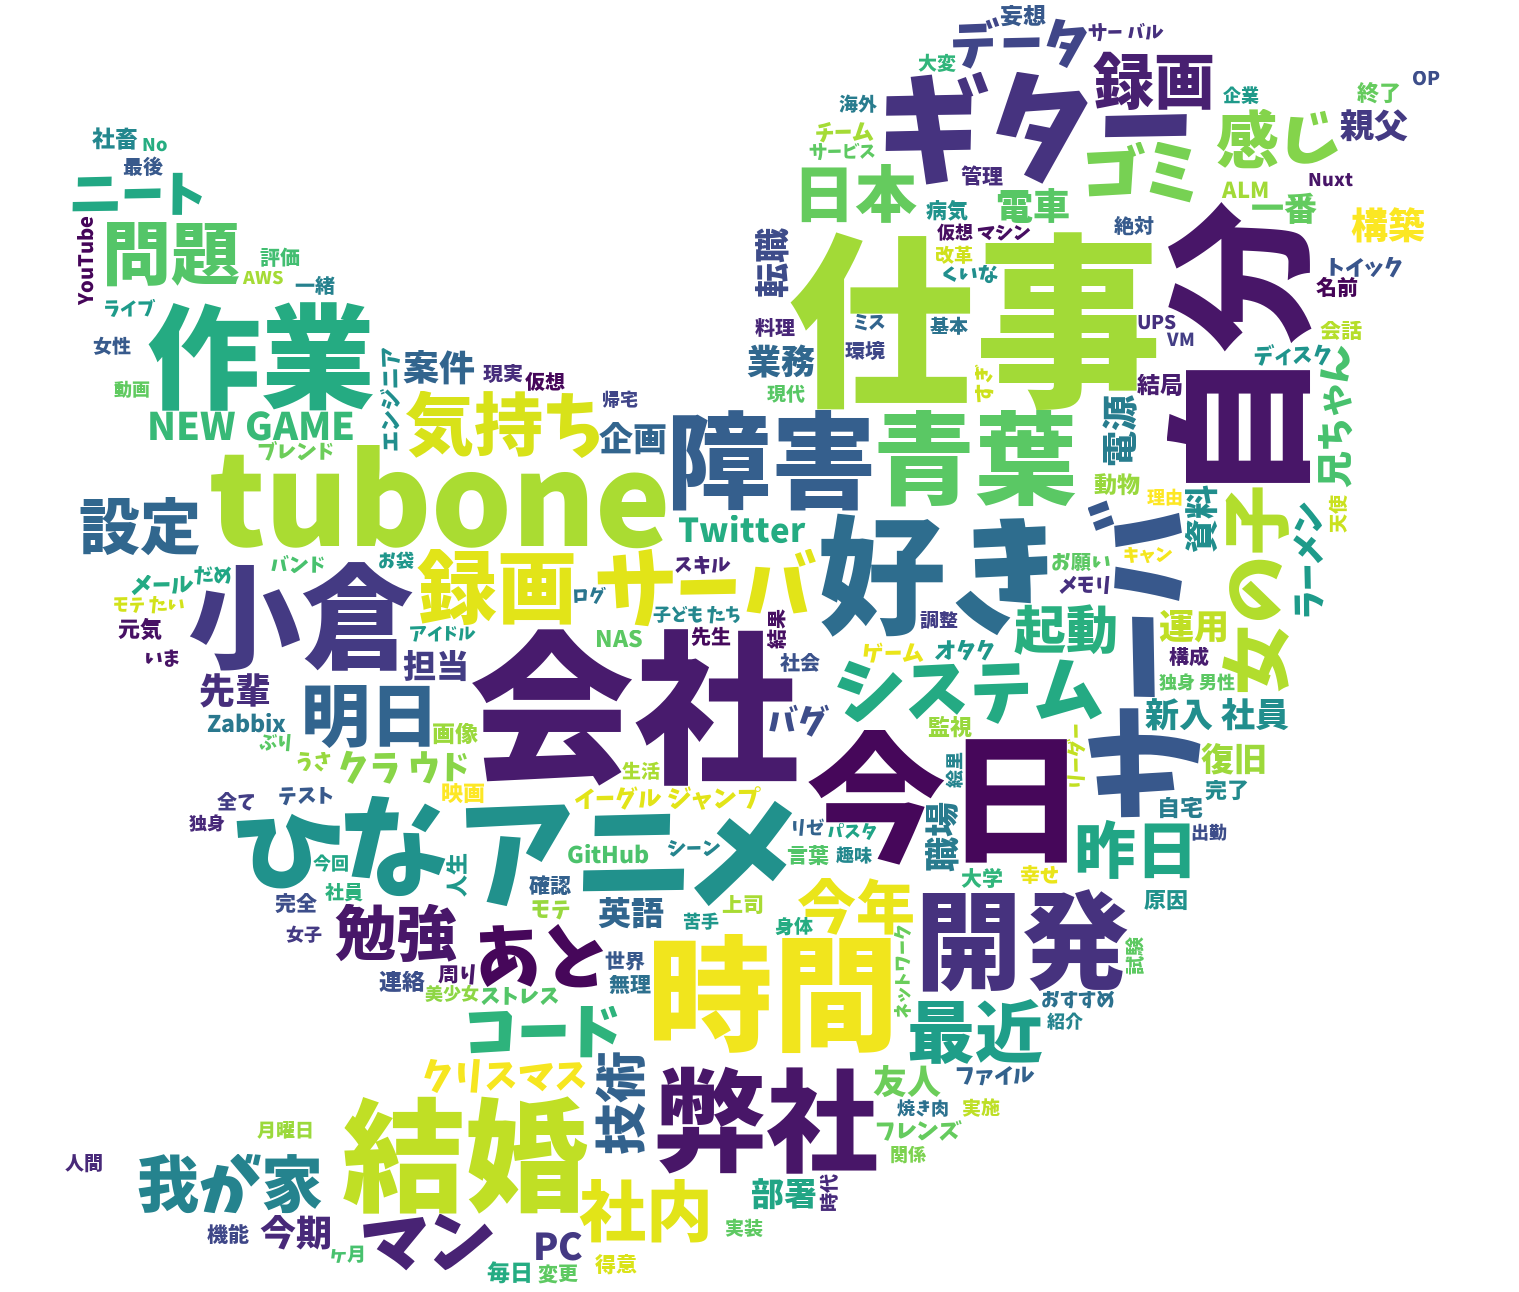 妄想
データ
サーバル
大変
録画
OP
ギター
海外
企業
終了
チーム
感じ
親父
社畜
No
サービス
ゴミ
最後
日本
管理
ニート
電車
ALM
Nuxt
一番
病気
YouTube
問題
仮想 マシン
絶対
構築
転職
自分
評価
改革
くいな
トイック
AWS
一緒
名前
ライブ
仕事
料理
ミス
基本
UPS
VM
会話
女性
作業
業務
環境
ディスク
エンジニア
案件
現実
仮想
すぎ
結局
兄ちゃん
動画
現代
帰宅
NEW GAME
気持ち
企画
障害
青葉
電源
ブレンド
tubone
動物
理由
資料
女の子
天使
設定
Twitter
好き
サーバー
ラーメン
バンド
お袋
録画 サーバ
スキル
お願い
キャン
メール
だめ
小倉
メモリ
モテ たい
ログ
子ども たち
調整
起動
運用
元気
アイドル
NAS
先生
結果
いま
担当
会社
社会
ゲーム
オタク
構成
先輩
明日
システム
独身 男性
Zabbix
画像
バグ
監視
新入 社員
ぶり
うさ
クラウド
生活
今日
絵里
リーダー
復旧
全て
テスト
映画
イーグル ジャンプ
完了
独身
ひな
アニメ
リゼ
パスタ
職場
自宅
出勤
今回
人生
GitHub
シーン
言葉
趣味
昨日
社員
確認
大学
幸せ
完全
勉強
モテ
英語
苦手
上司
今年
開発
原因
女子
あと
身体
世界
時間
ネットワーク
試験
連絡
周り
無理
美少女
ストレス
おすすめ
コード
最近
紹介
クリスマス
技術
弊社
友人
ファイル
月曜日
結婚
焼き肉
実施
フレンズ
人間
我が家
関係
社内
部署
時代
機能
今期
マン
実装
ヶ月
PC
毎日
変更
得意